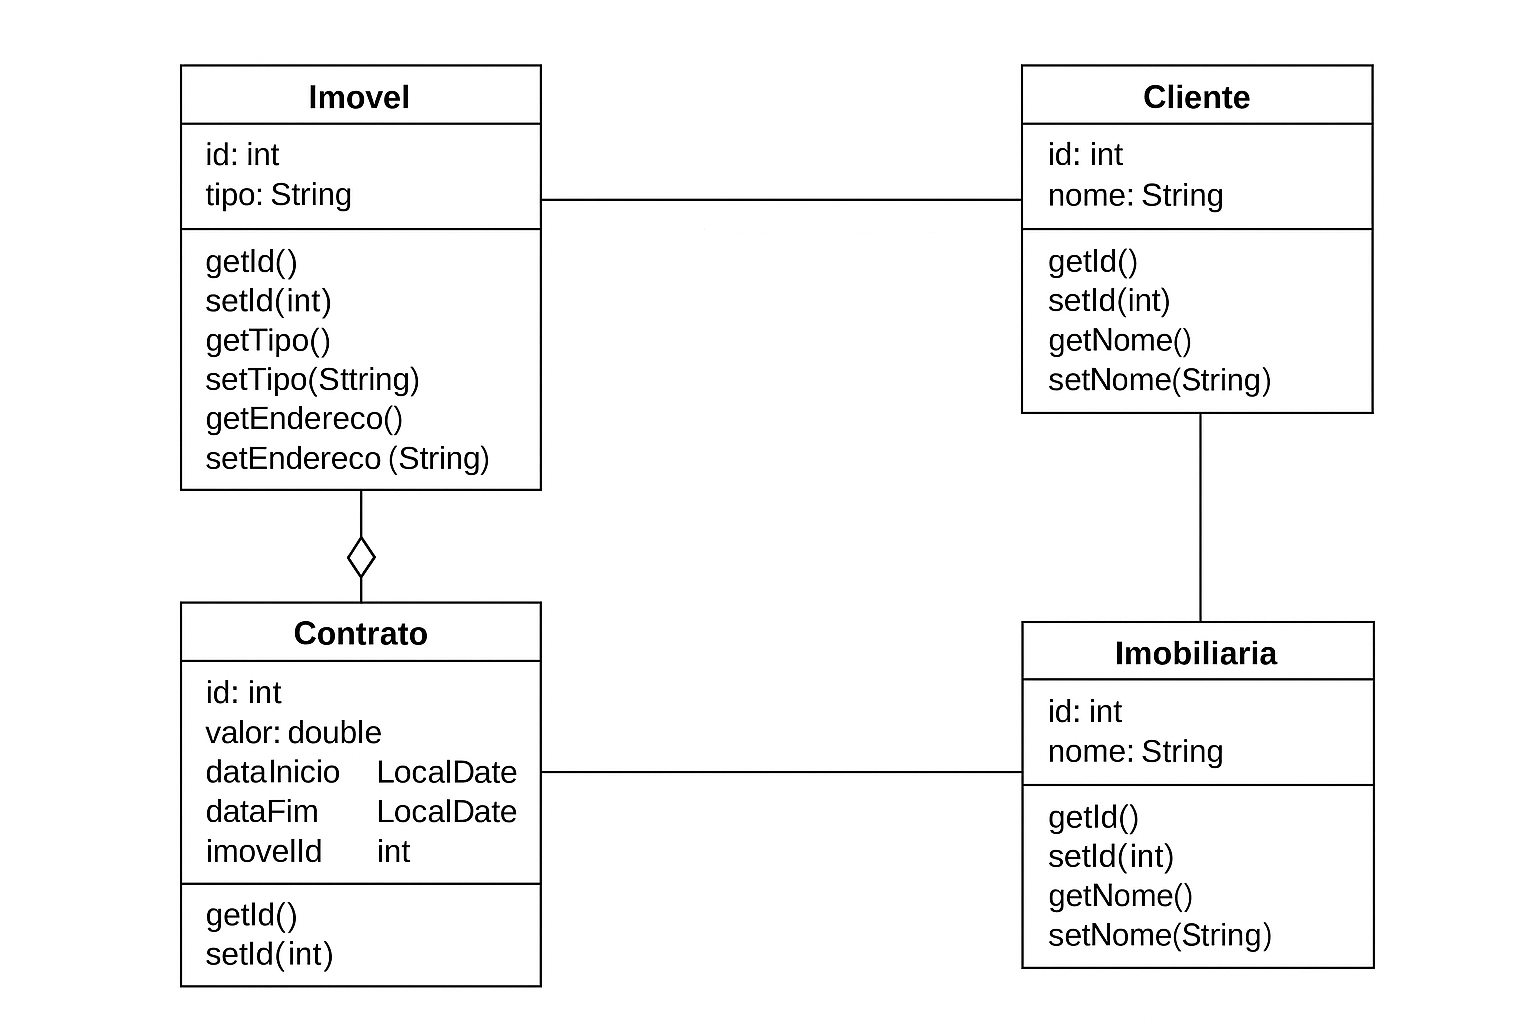 Imovel
id: int
tipo: String
getId()
setId(int)
getTipo()
setTipo(Sttring)
getEndereco()
setEndereco (String)
Cliente
id: int
nome: String
getId()
setId(int)
getNome()
setNome(String)
Contrato
id: int
valor: double
dataInicio LocalDate
dataFim LocalDate
imovelId int
getId()
setId(int)
Imobiliaria
id: int
nome: String
getId()
setId(int)
getNome()
setNome(String)